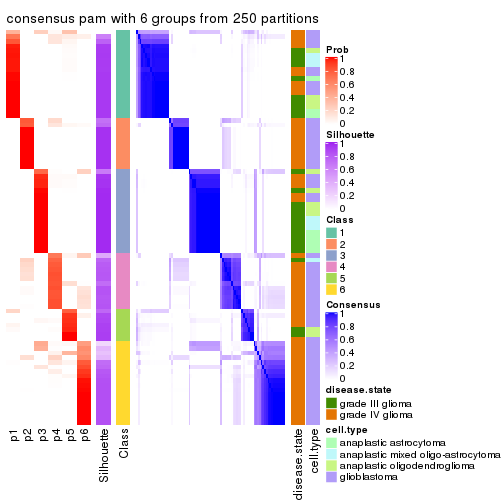 consensus pam with 6 groups from 250 partitions
Prob
1
0.8
0.6
0.4
0.2
0
Silhouette
1
0.8
0.6
0.4
0.2
0
Class
1
2
3
4
5
6
Consensus
1
0.8
0.6
0.4
0.2
0
disease.state
grade III glioma
grade IV glioma
cell.type
anaplastic astrocytoma
anaplastic mixed oligo-astrocytoma
anaplastic oligodendroglioma
glioblastoma
p1
p2
p3
p4
p5
p6
Silhouette
Class
disease.state
cell.type